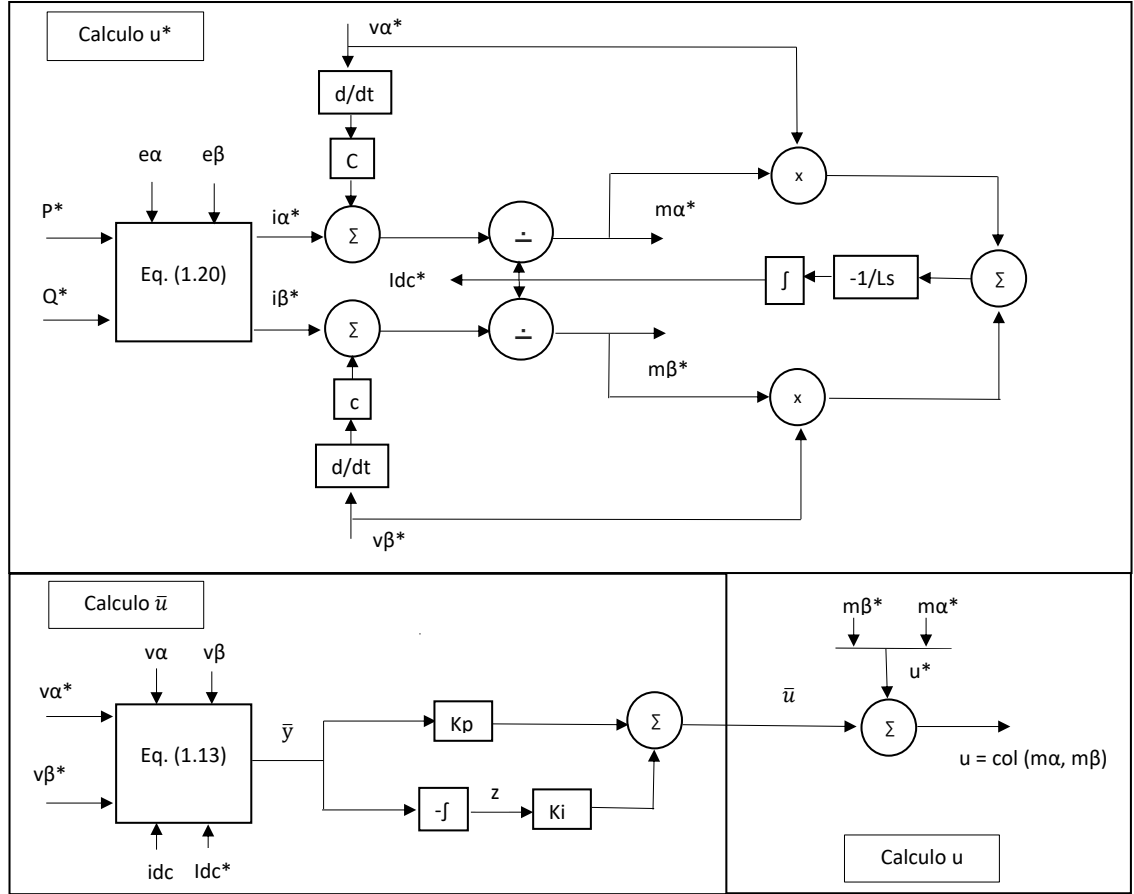 Calculo u*
vα*
d/dt
C
eα eβ
P*
Q*
Eq. (1.20)
iα*
iβ*
Σ
Σ
÷
÷
mα*
Idc*
mβ*
x
x
∫
-1/Ls
Σ
c
d/dt
vβ*
Calculo ū
vα vβ
vα*
vβ*
Eq. (1.13)
idc Idc*
ȳ
Kp
-∫
z
Ki
Σ
ū
mβ* mα*
u*
Σ
u = col (mα, mβ)
Calculo u